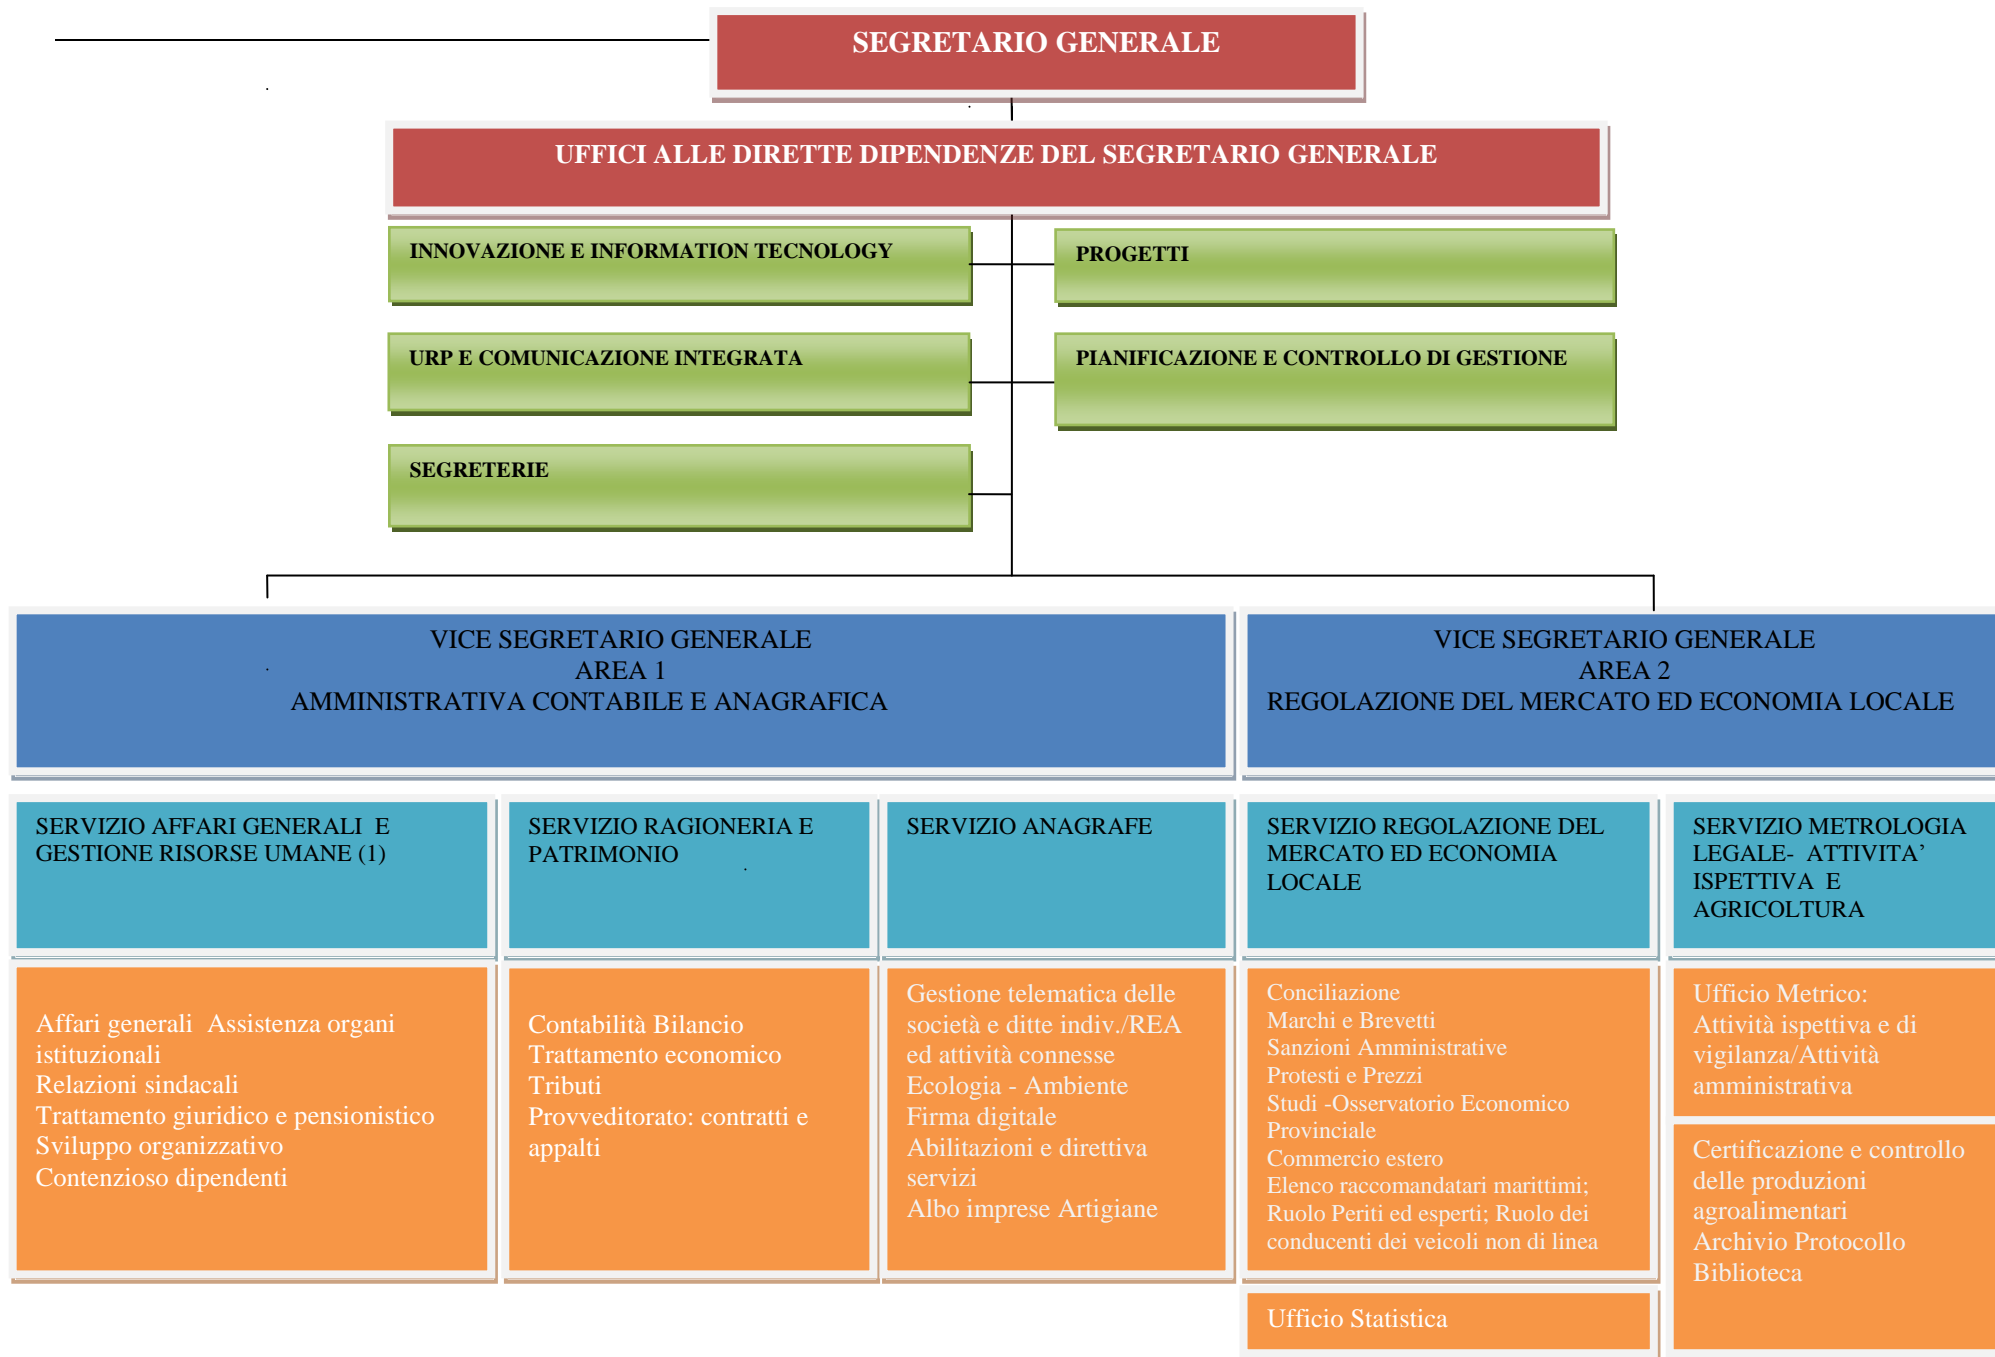 SEGRETARIO GENERALE
UFFICI ALLE DIRETTE DIPENDENZE DEL SEGRETARIO GENERALE
INNOVAZIONE E INFORMATION TECNOLOGY
PROGETTI
URP E COMUNICAZIONE INTEGRATA
PIANIFICAZIONE E CONTROLLO DI GESTIONE
SEGRETERIE
VICE SEGRETARIO GENERALE
AREA 1
AMMINISTRATIVA CONTABILE E ANAGRAFICA
VICE SEGRETARIO GENERALE
AREA 2
REGOLAZIONE DEL MERCATO ED ECONOMIA LOCALE
SERVIZIO AFFARI GENERALI E
GESTIONE RISORSE UMANE (1)
SERVIZIO RAGIONERIA E
PATRIMONIO
SERVIZIO ANAGRAFE
SERVIZIO REGOLAZIONE DEL
MERCATO ED ECONOMIA
LOCALE
SERVIZIO METROLOGIA
LEGALE- ATTIVITA’
ISPETTIVA E
AGRICOLTURA
Affari generali Assistenza organi
istituzionali
Relazioni sindacali
Trattamento giuridico e pensionistico
Sviluppo organizzativo
Contenzioso dipendenti
Contabilità Bilancio
Trattamento economico
Tributi
Provveditorato: contratti e
appalti
Gestione telematica delle
società e ditte indiv./REA
ed attività connesse
Ecologia - Ambiente
Firma digitale
Abilitazioni e direttiva
servizi
Albo imprese Artigiane
Conciliazione
Marchi e Brevetti
Sanzioni Amministrative
Protesti e Prezzi
Studi -Osservatorio Economico
Provinciale
Commercio estero
Elenco raccomandatari marittimi;
Ruolo Periti ed esperti; Ruolo dei
conducenti dei veicoli non di linea
Ufficio Statistica
Ufficio Metrico:
Attività ispettiva e di
vigilanza/Attività
amministrativa
Certificazione e controllo
delle produzioni
agroalimentari
Archivio Protocollo
Biblioteca